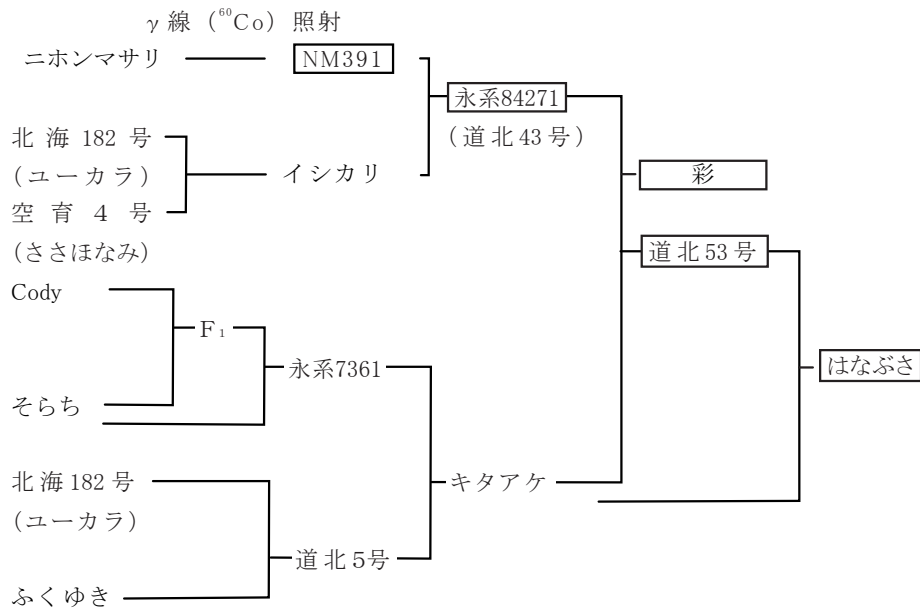 γ線（⁶⁰Co）照射
ニホンマサリ
NM391
永系84271
（道北43号）
北海182号
（ユーカラ）
イシカリ
彩
空育4号
（ささほなみ）
道北53号
Cody
F₁
永系7361
はなぶさ
そらち
北海182号
（ユーカラ）
キタアケ
道北5号
ふくゆき